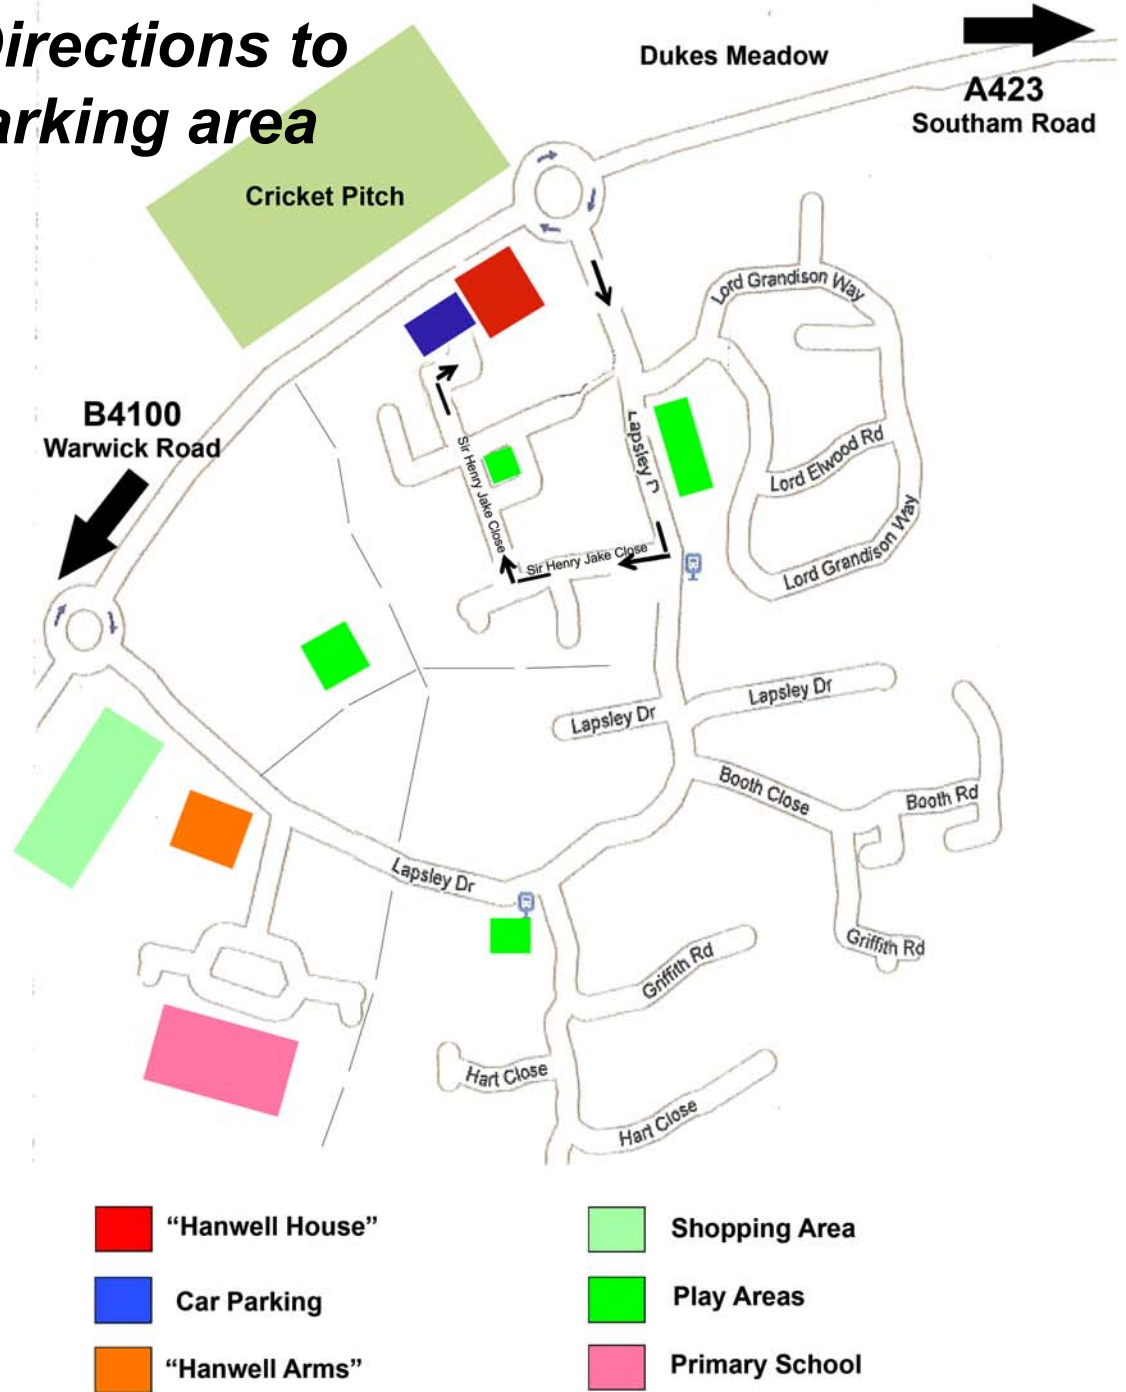 Directions to
arking area
Dukes Meadow
A423
Southam Road
Cricket Pitch
Lord Grandison Way
B4100
Warwick Road
Lapsley D
Sir Henry Jake Close
Lord Elwood Rd
Sir Henry Jake Close
Lord Grandison Way
Lapsley Dr
Lapsley Dr
Booth Close
Booth Rd
Lapsley Dr
Griffith Rd
Griffith Rd
Hart Close
Hart Close
“Hanwell House”
Shopping Area
Car Parking
Play Areas
“Hanwell Arms”
Primary School